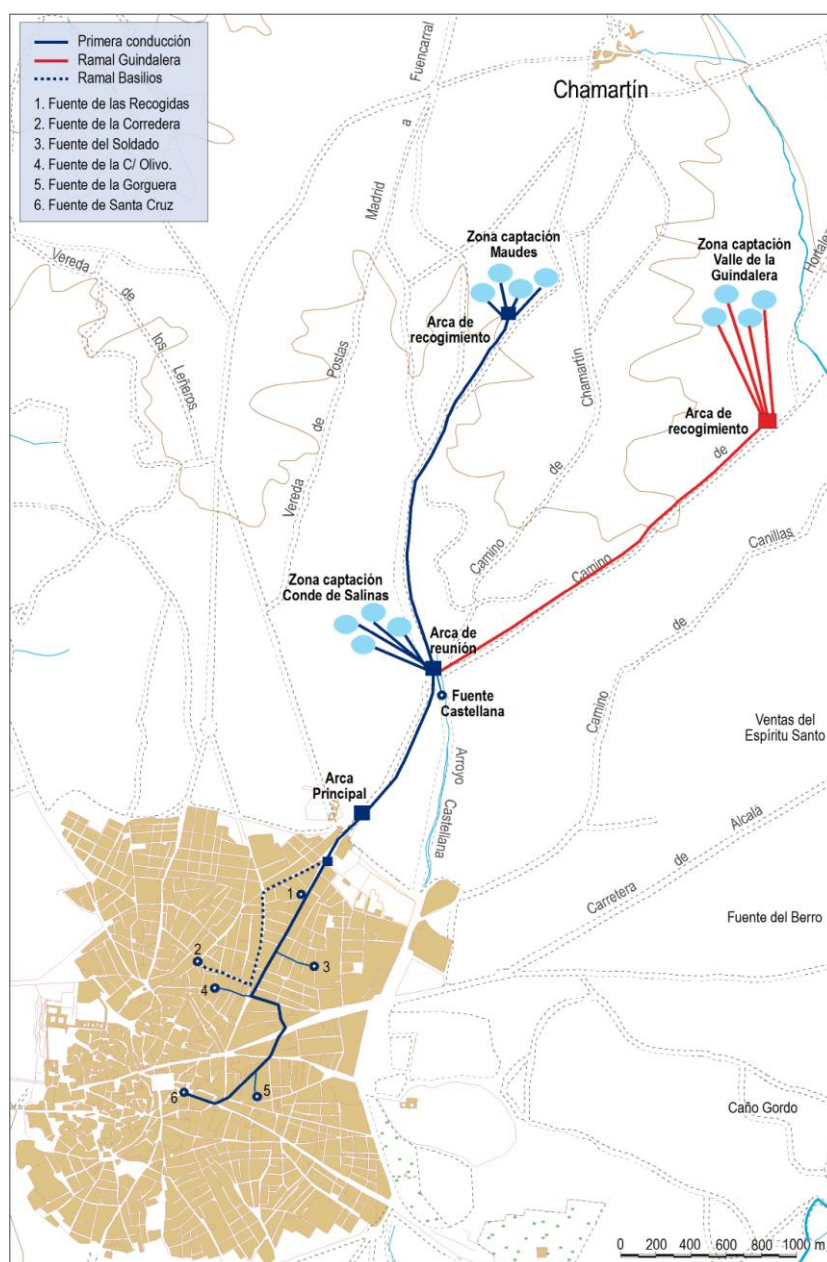 Primera conducción
Ramal Guindalera
Ramal Basilios
1. Fuente de las Recogidas
2. Fuente de la Corredera
3. Fuente del Soldado
4. Fuente de la C/ Olivo.
5. Fuente de la Gorguera
6. Fuente de Santa Cruz
Fuencarral
a
Madrid
Chamartín
Zona captación
Maudes
Zona captación
Valle de la
Guindalera
Hortaleza
Vereda
de
los
Leñeros
Arca de
recogimiento
Postas
de
Vereda
Chamartín
de
Camino
Arca de
recogimiento
de
Camino
Canillas
de
Camino
Zona captación
Conde de Salinas
Arca de
reunión
Fuente
Castellana
Ventas del
Espíritu Santo
Arroyo
Castellana
Arca
Principal
Alcalá
de
Carretera
Fuente del Berro
1
2
3
4
5
6
Caño Gordo
0 200 400 600 800 1000 m